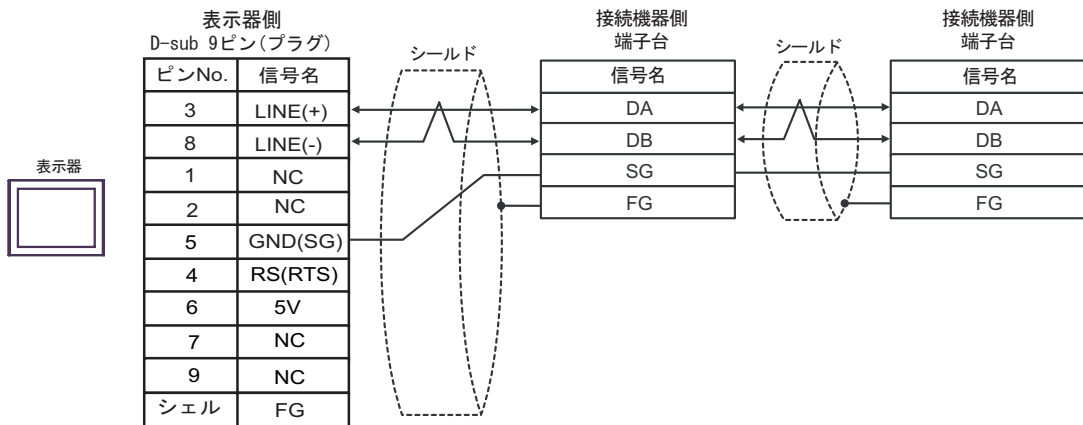 表示器
表示器側
D-sub 9ピン(プラグ)
ピンNo. 信号名
3 LINE(+)
8 LINE(-)
1 NC
2 NC
5 GND(SG)
4 RS(RTS)
6 5V
7 NC
9 NC
シェル FG
シールド
接続機器側
端子台
信号名
DA
DB
SG
FG
シールド
接続機器側
端子台
信号名
DA
DB
SG
FG